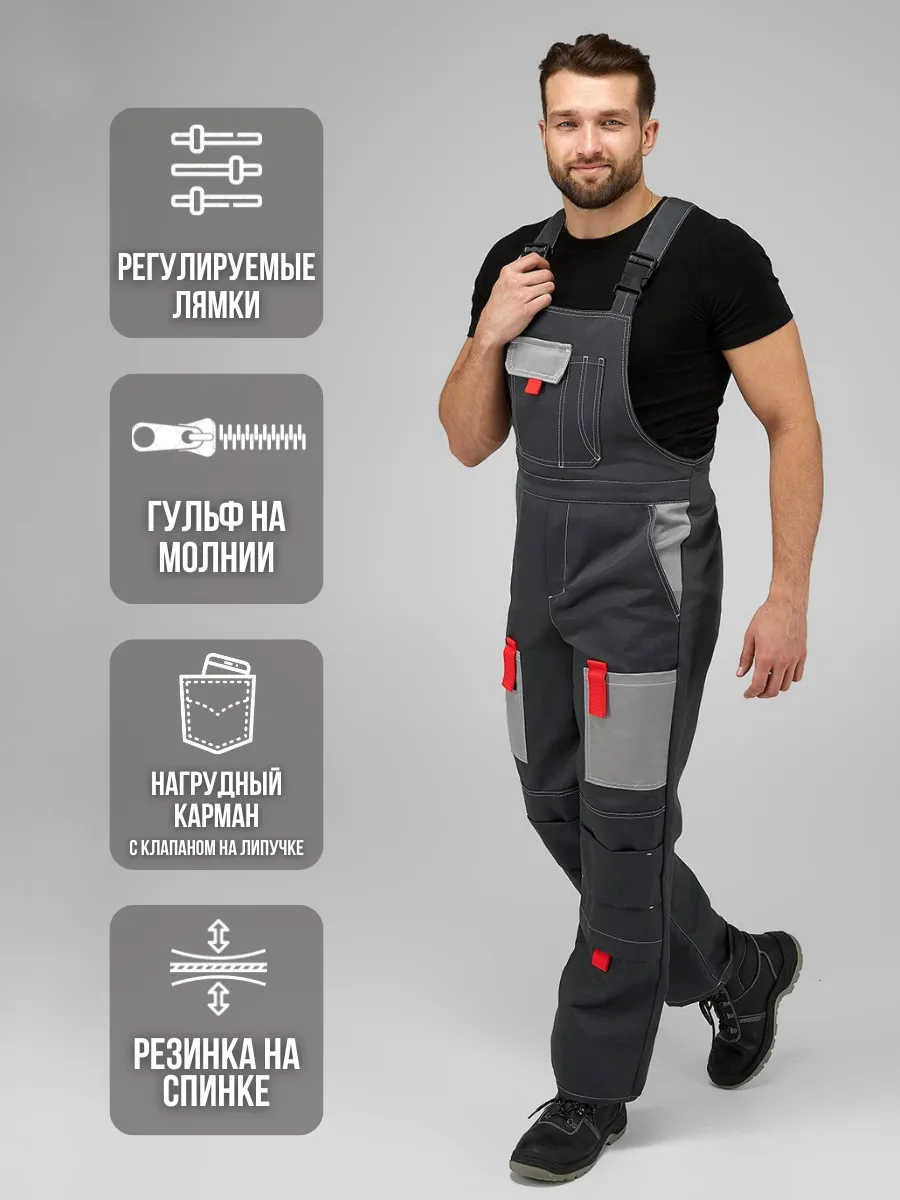 РЕГУЛИРУЕМЫЕ
ЛЯМКИ
ГУЛЬФ НА
МОЛНИИ
НАГРУДНЫЙ
КАРМАН
С КЛАПАНОМ НА ЛИПУЧКЕ
РЕЗИНКА НА
СПИНКЕ